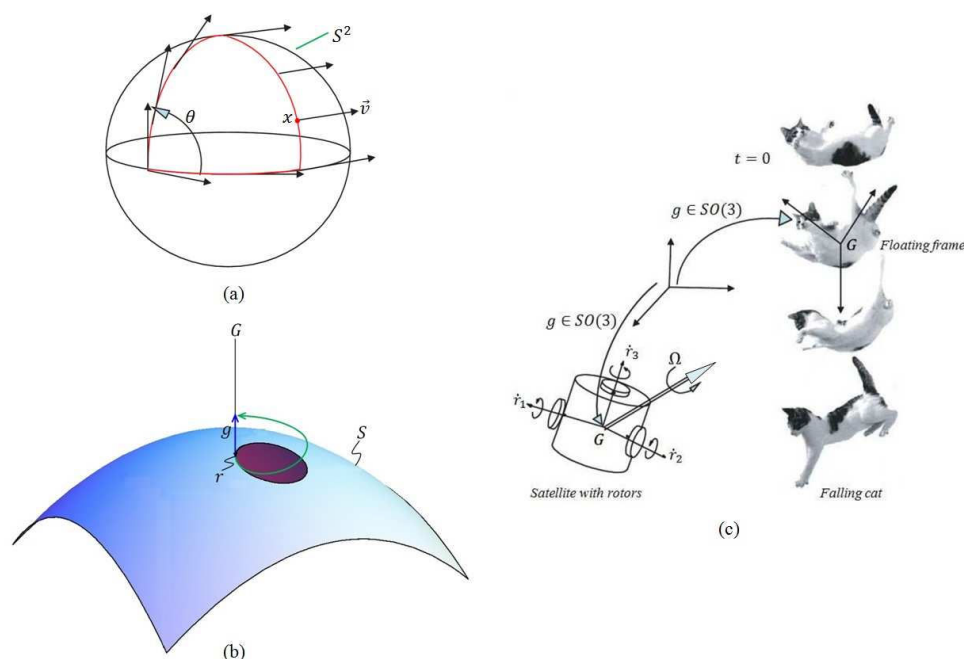 S²
θ
x
v⃗
(a)
G
g
S
r
(b)
t = 0
g ∈ SO(3)
G
Floating frame
g ∈ SO(3)
ṙ₃
Ω
ṙ₁
G
ṙ₂
Satellite with rotors
Falling cat
(c)